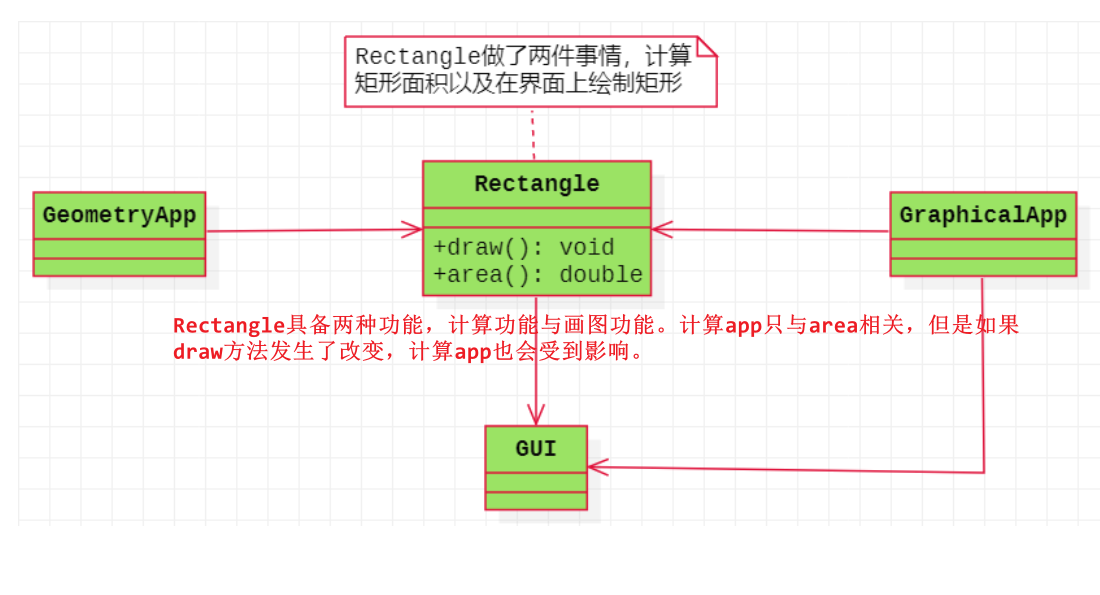 Rectangle做了两件事情，计算
矩形面积以及在界面上绘制矩形
Rectangle
GeometryApp
GraphicalApp
+draw(): void
+area(): double
Rectangle具备两种功能，计算功能与画图功能。计算app只与area相关，但是如果
draw方法发生了改变，计算app也会受到影响。
GUI